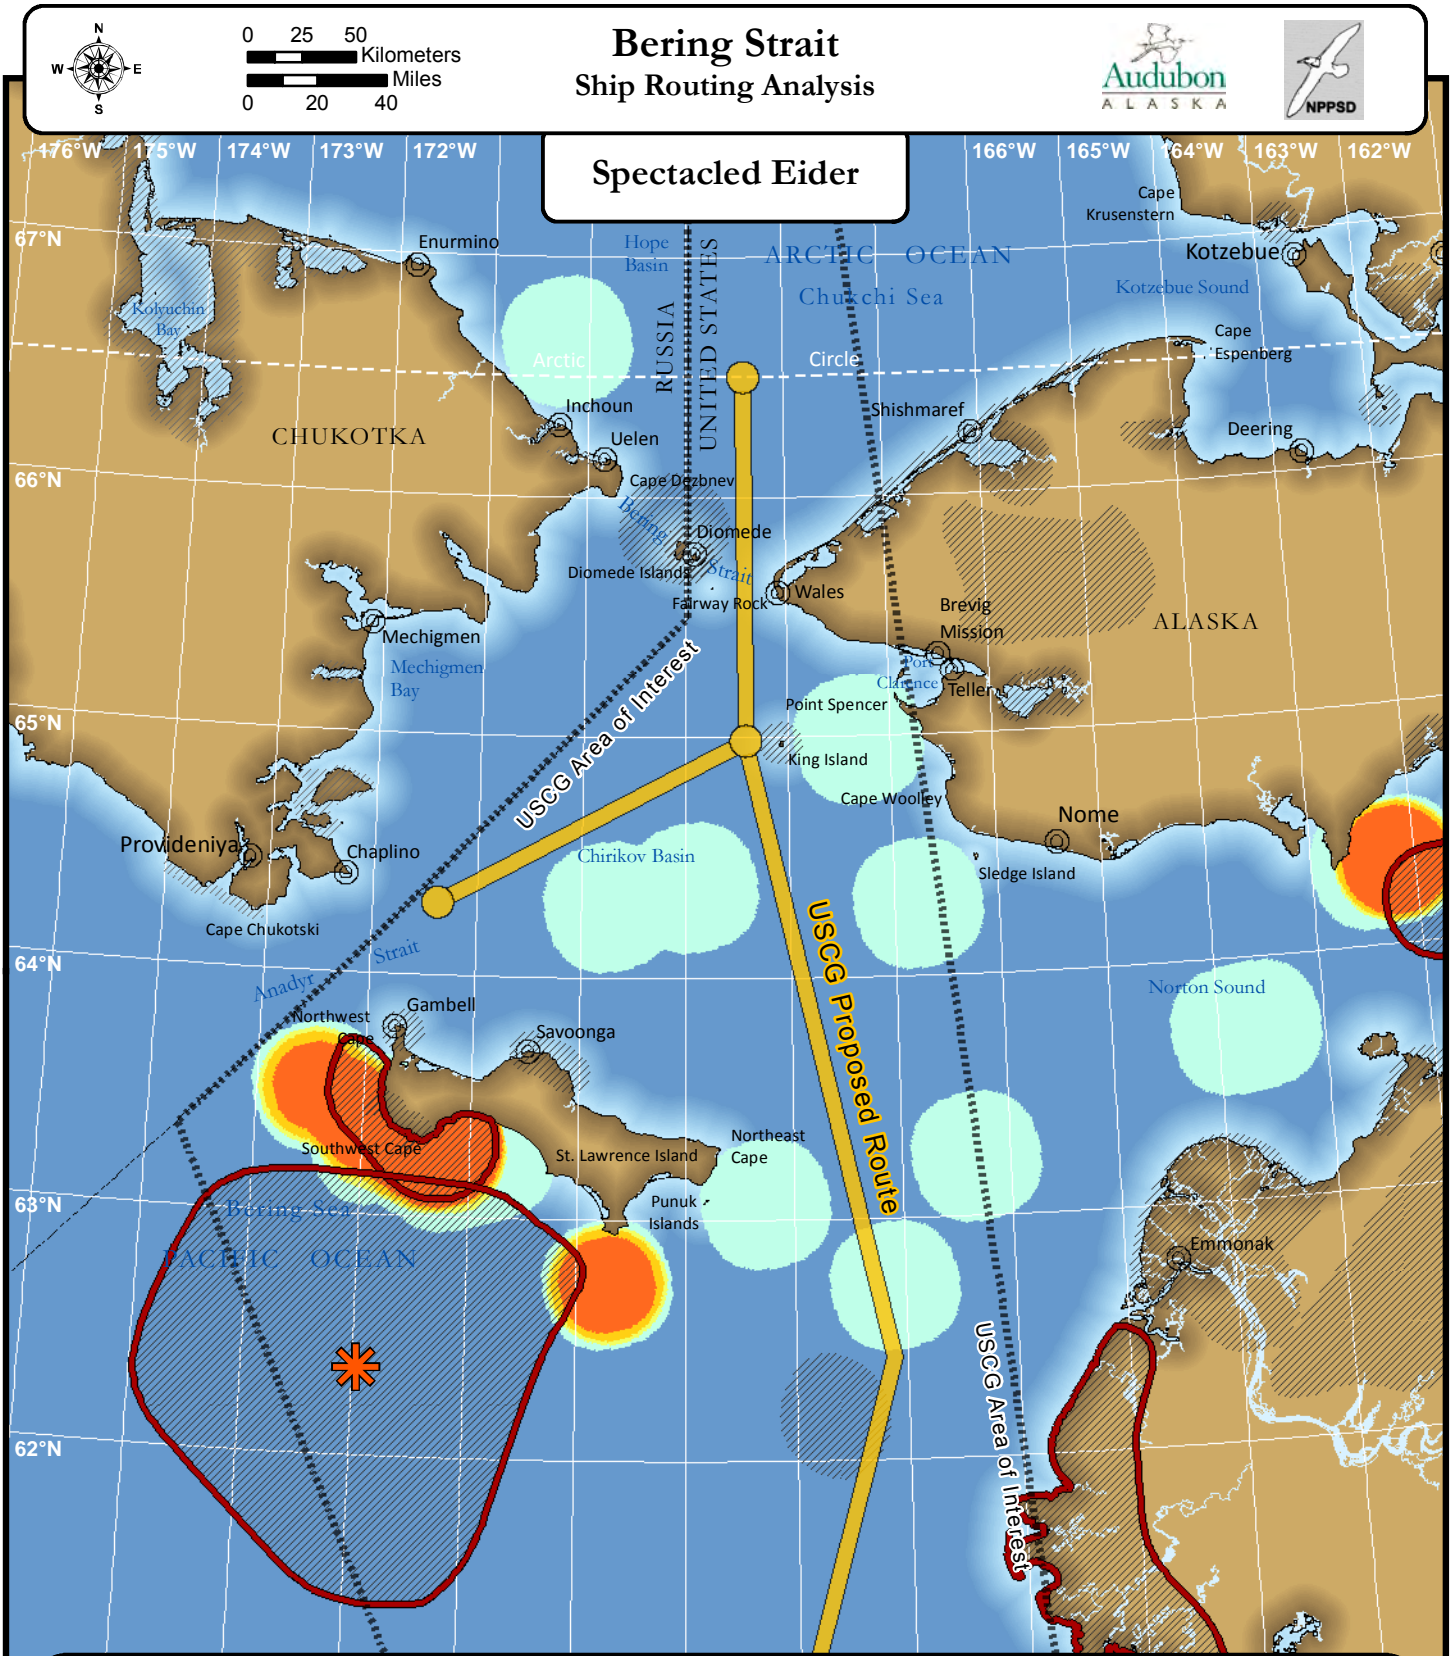 N
W E
S
0 25 50
Kilometers
Miles
0 20 40
Bering Strait
Ship Routing Analysis
Audubon
ALASKA
NPPSD
Spectacled Eider
176°W 175°W 174°W 173°W 172°W 166°W 165°W 164°W 163°W 162°W
67°N
66°N
65°N
64°N
63°N
62°N
Cape
Krusenstern
Enurmino
Hope
Basin
RUSSIA
UNITED STATES
ARCTIC OCEAN
Chukchi Sea
Kotzebue
Kotzebue Sound
Kolyuchin
Bay
Cape
Espenberg
Arctic Circle
Inchoun
Shishmaref
CHUKOTKA
Uelen
Deering
Cape Dezbnev
Bering
Strait
Diomede
Diomede Islands
Fairway Rock
Wales
Brevig
Mission
ALASKA
Mechigmen
Mechigmen
Bay
Port
Clarence
Teller
USCG Area of Interest
Point Spencer
King Island
Cape Woolley
Nome
Provideniya
Chaplino
Chirikov Basin
Sledge Island
Cape Chukotski
Anadyr
Strait
USCG Proposed Route
Norton Sound
Northwest
Cape
Gambell
Savoonga
Southwest Cape
St. Lawrence Island
Northeast
Cape
Punuk
Islands
Bering Sea
PACIFIC OCEAN
Emmonak
USCG Area of Interest